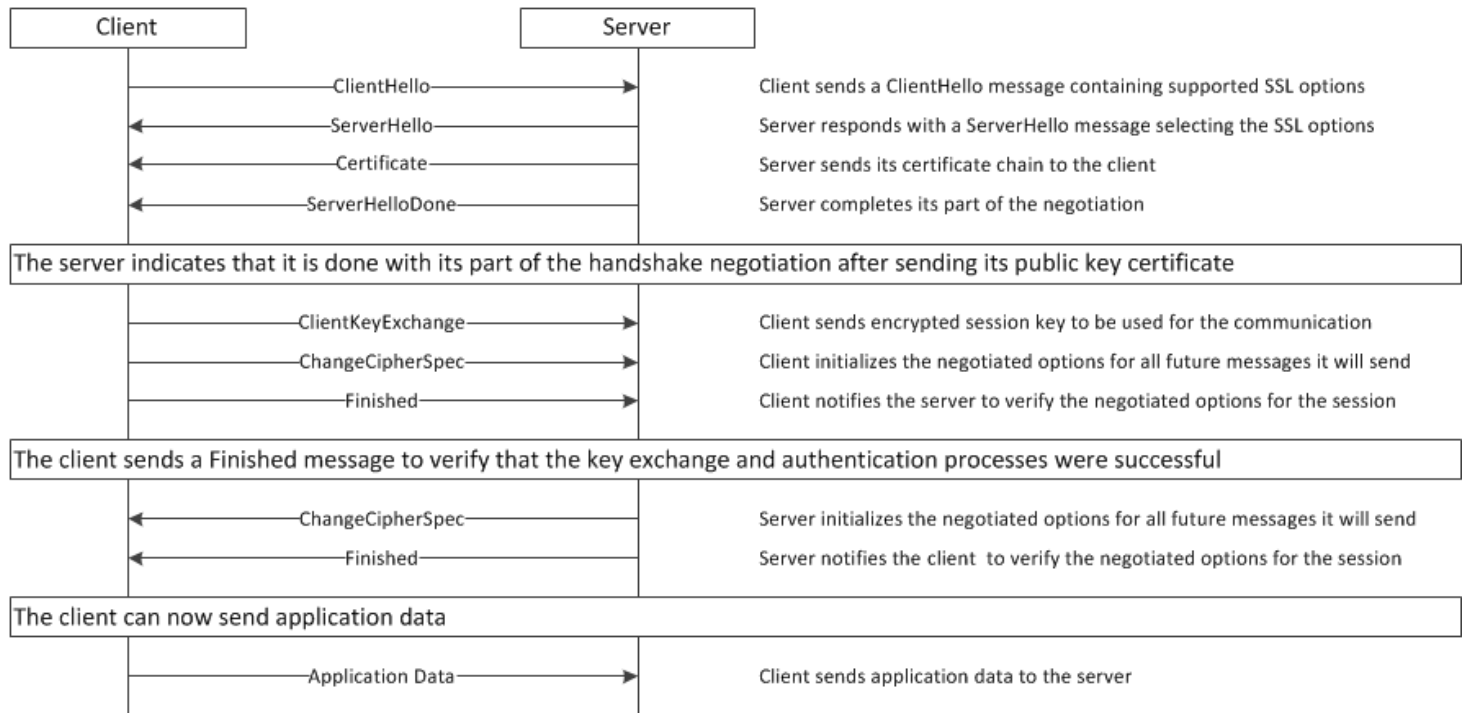 Client Server
ClientHello Client sends a ClientHello message containing supported SSL options
ServerHello Server responds with a ServerHello message selecting the SSL options
Certificate Server sends its certificate chain to the client
ServerHelloDone Server completes its part of the negotiation
The server indicates that it is done with its part of the handshake negotiation after sending its public key certificate
ClientKeyExchange Client sends encrypted session key to be used for the communication
ChangeCipherSpec Client initializes the negotiated options for all future messages it will send
Finished Client notifies the server to verify the negotiated options for the session
The client sends a Finished message to verify that the key exchange and authentication processes were successful
ChangeCipherSpec Server initializes the negotiated options for all future messages it will send
Finished Server notifies the client to verify the negotiated options for the session
The client can now send application data
Application Data Client sends application data to the server